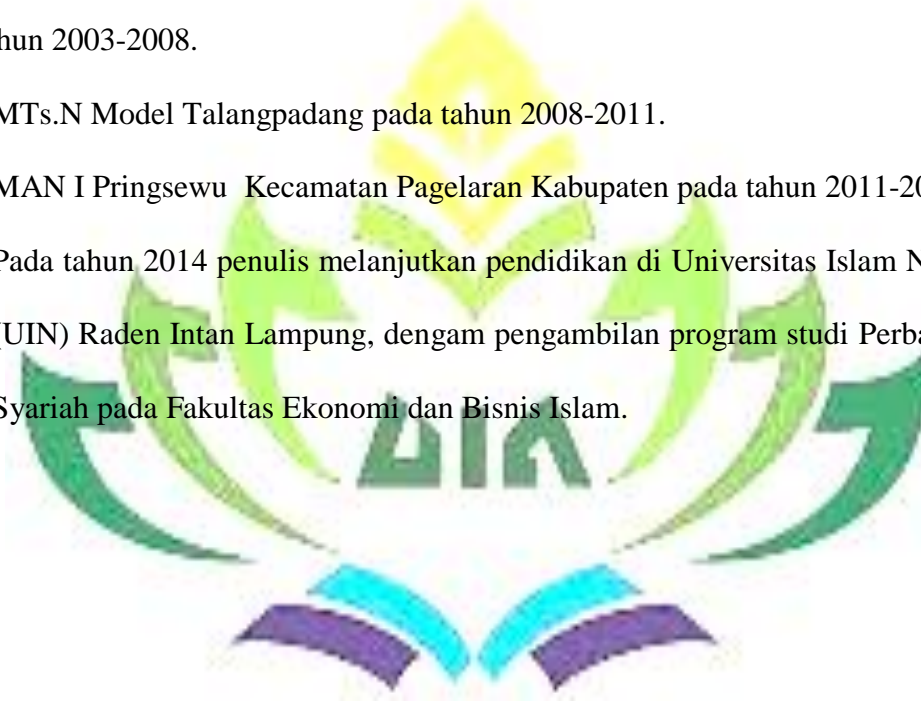 hun 2003-2008.
MTs.N Model Talangpadang pada tahun 2008-2011.
MAN I Pringsewu Kecamatan Pagelaran Kabupaten pada tahun 2011-20
Pada tahun 2014 penulis melanjutkan pendidikan di Universitas Islam N
(UIN) Raden Intan Lampung, dengam pengambilan program studi Perba
Syariah pada Fakultas Ekonomi dan Bisnis Islam.